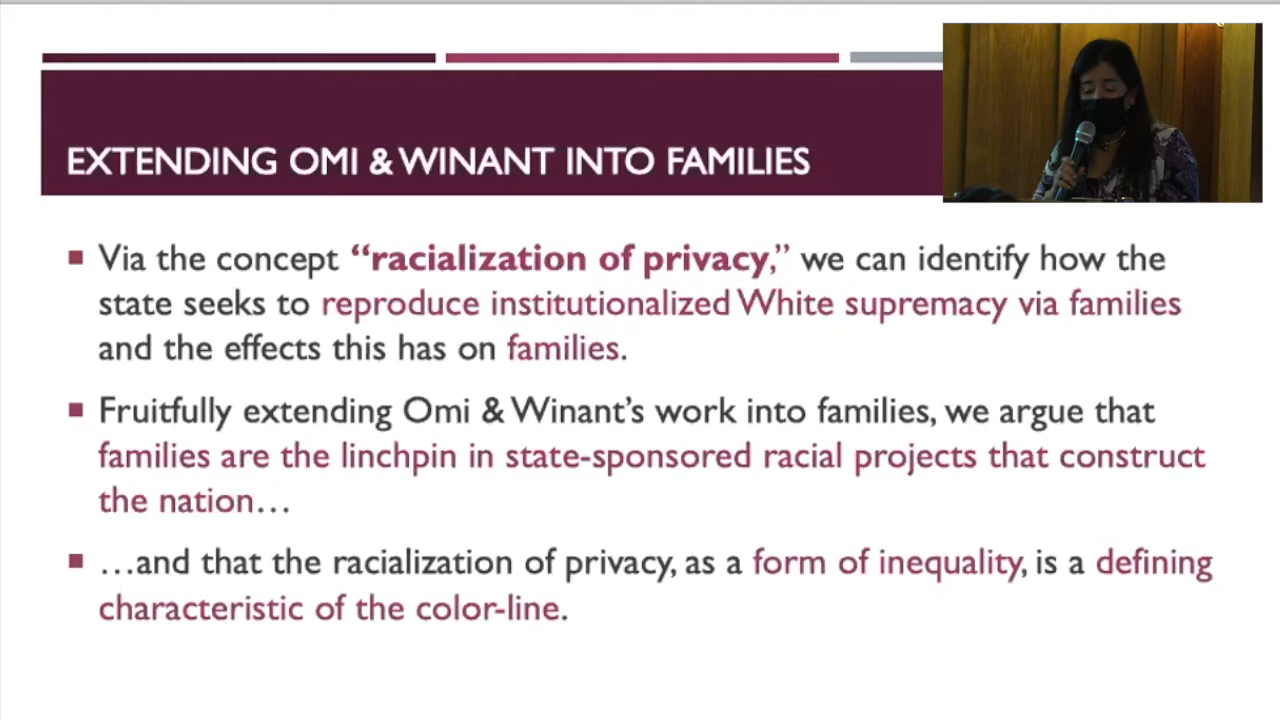 EXTENDING OMI & WINANT INTO FAMILIES
Via the concept “racialization of privacy,” we can identify how the
state seeks to reproduce institutionalized White supremacy via families
and the effects this has on families.
Fruitfully extending Omi & Winant’s work into families, we argue that
families are the linchpin in state-sponsored racial projects that construct
the nation…
…and that the racialization of privacy, as a form of inequality, is a defining
characteristic of the color-line.